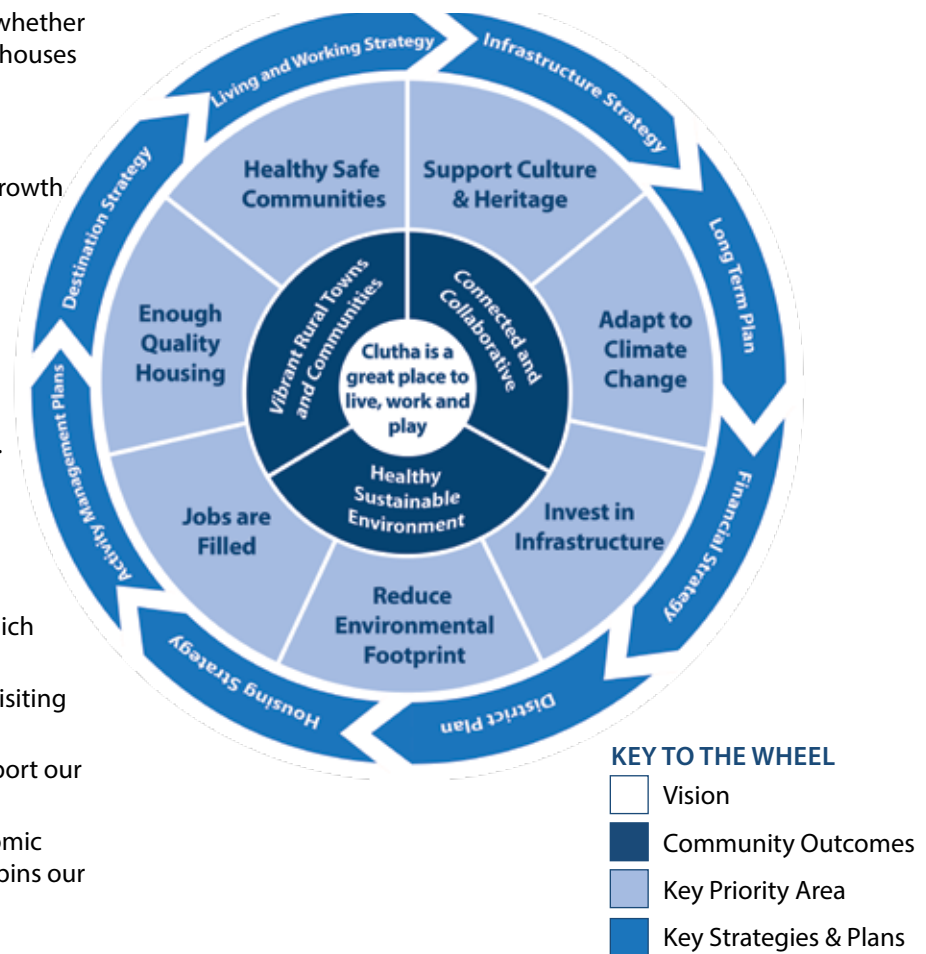 whether
houses
rowth
.
ich
isiting
port our
omic
pins our
Living and Working Strategy
Infrastructure Strategy
Long Term Plan
Financial Strategy
District Plan
Housing Strategy
Activity Management Plans
Destination Strategy
Healthy Safe
Communities
Support Culture
& Heritage
Adapt to
Climate
Change
Invest in
Infrastructure
Reduce
Environmental
Footprint
Jobs are
Filled
Enough
Quality
Housing
Vibrant Rural Towns
and Communities
Connected and
Collaborative
Healthy
Sustainable
Environment
Clutha is a
great place to
live, work and
play
KEY TO THE WHEEL
Vision
Community Outcomes
Key Priority Area
Key Strategies & Plans